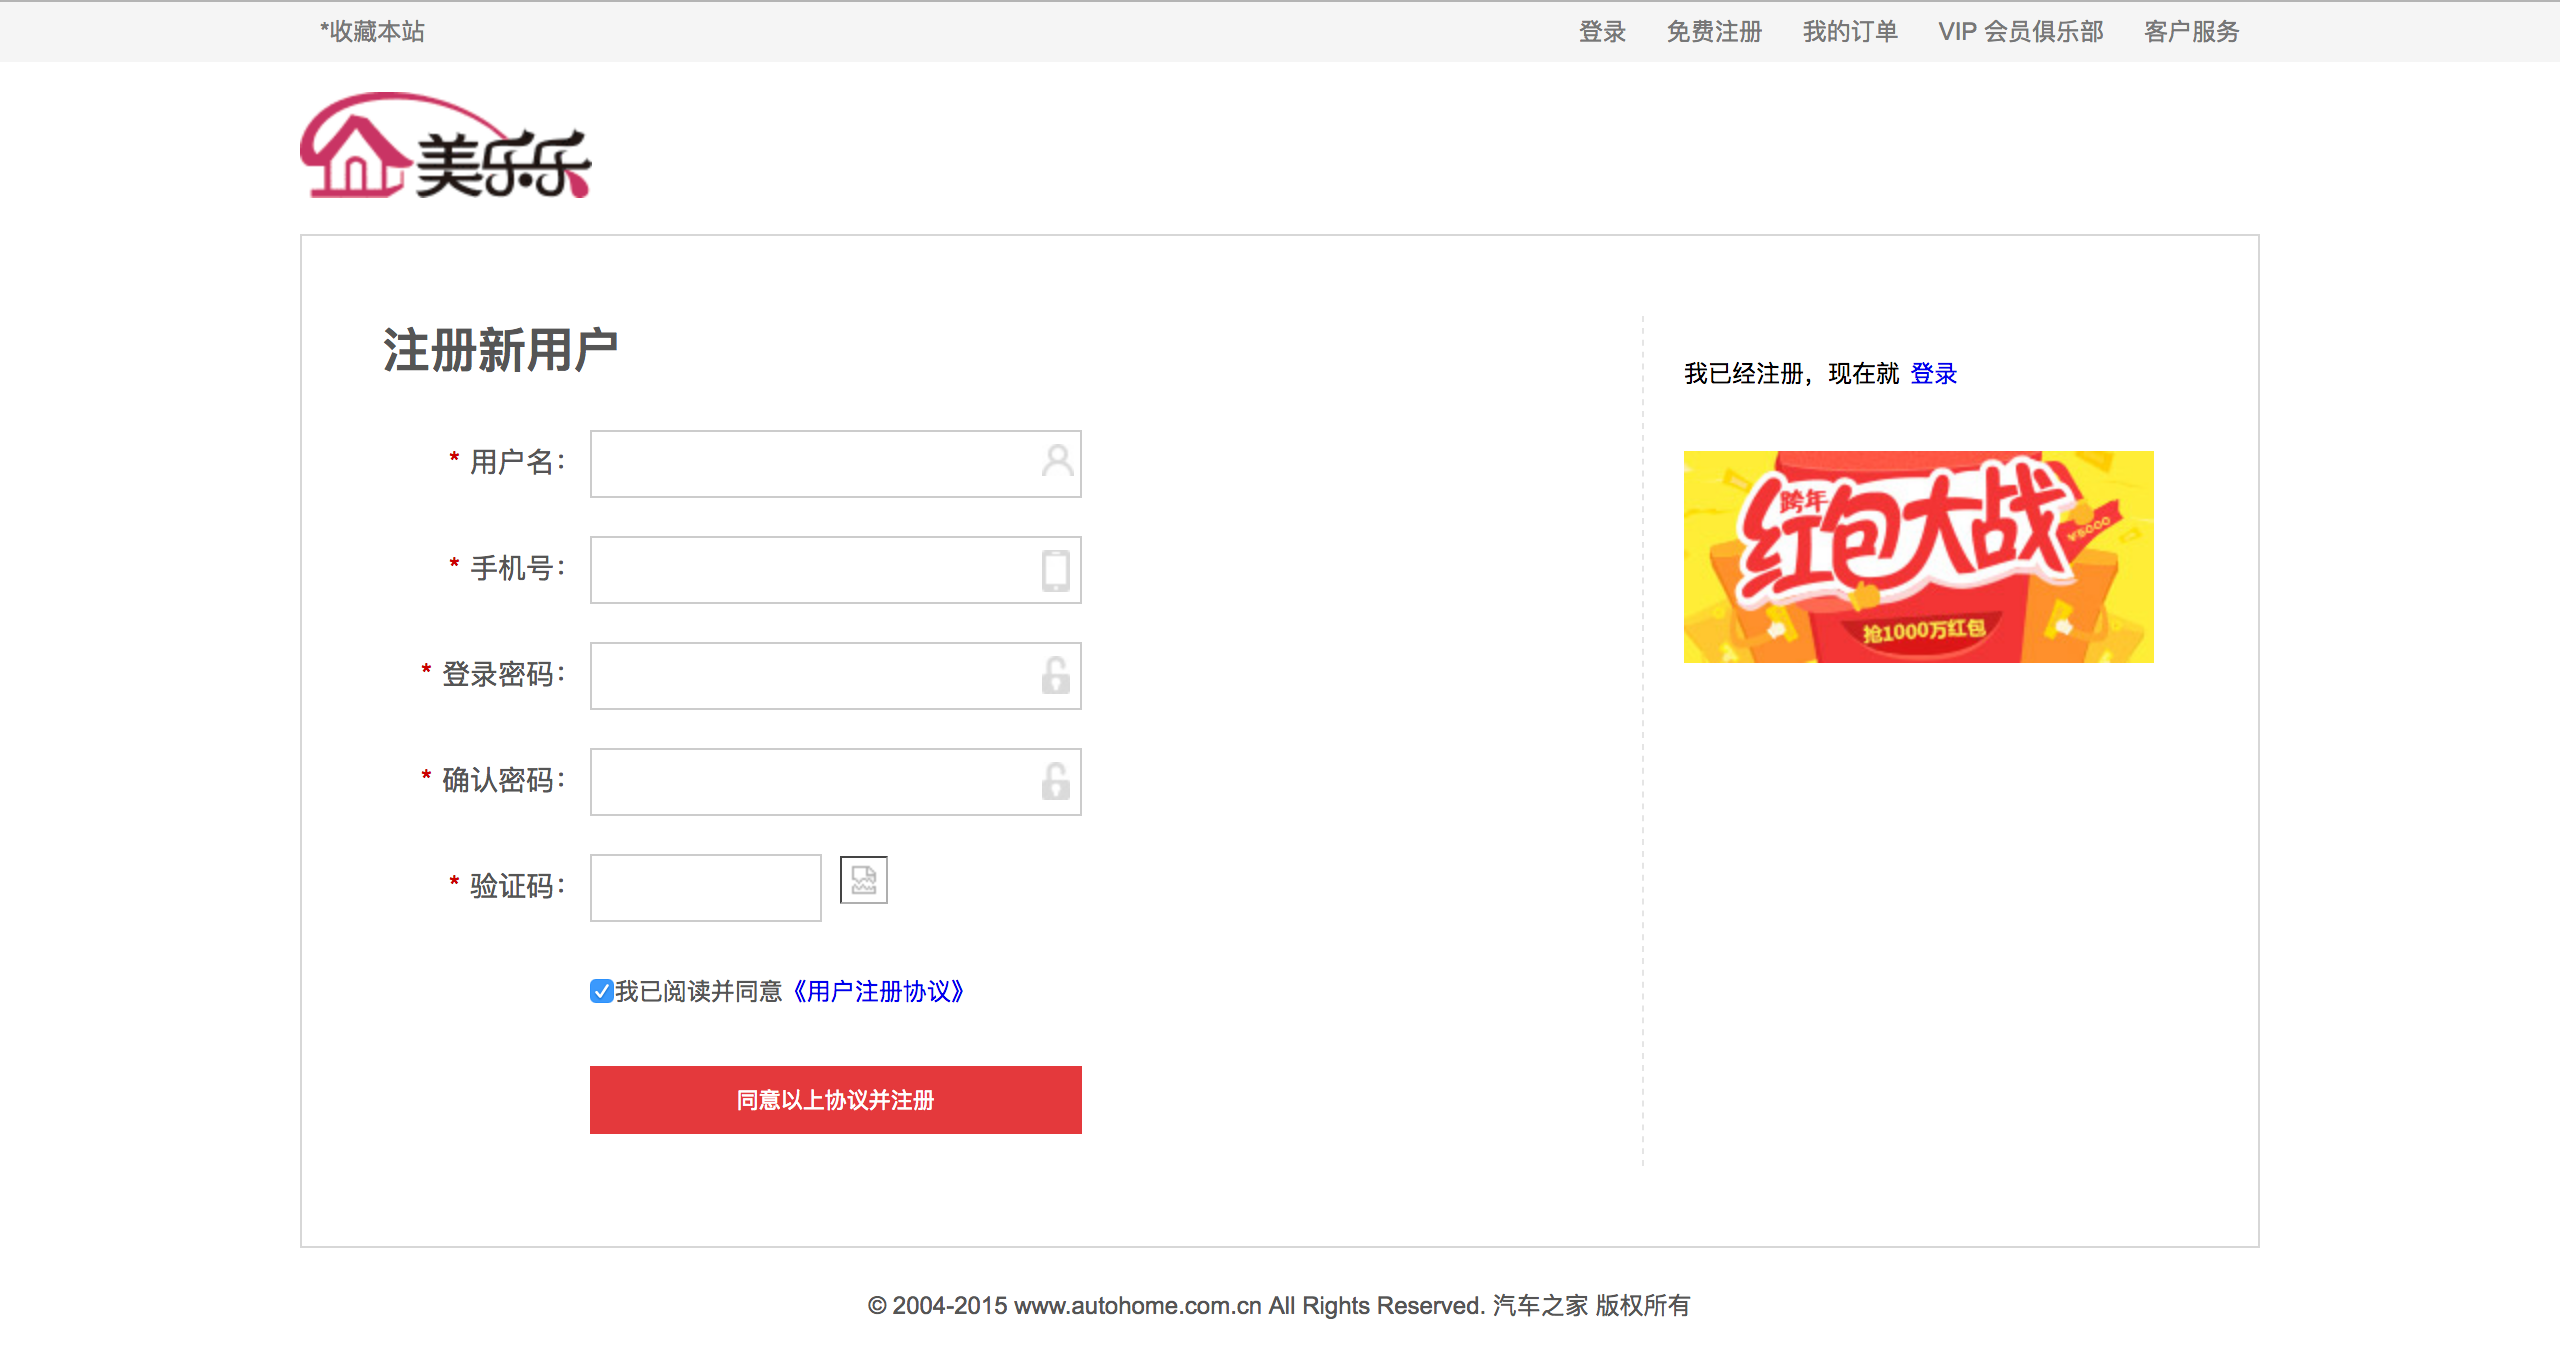 *收藏本站 登录 免费注册 我的订单 VIP 会员俱乐部 客户服务
美乐乐
注册新用户
我已经注册，现在就 登录
* 用户名：
* 手机号：
* 登录密码：
* 确认密码：
* 验证码：
跨年
红包大战
¥5000
抢1000万红包
我已阅读并同意《用户注册协议》
同意以上协议并注册
© 2004-2015 www.autohome.com.cn All Rights Reserved. 汽车之家 版权所有